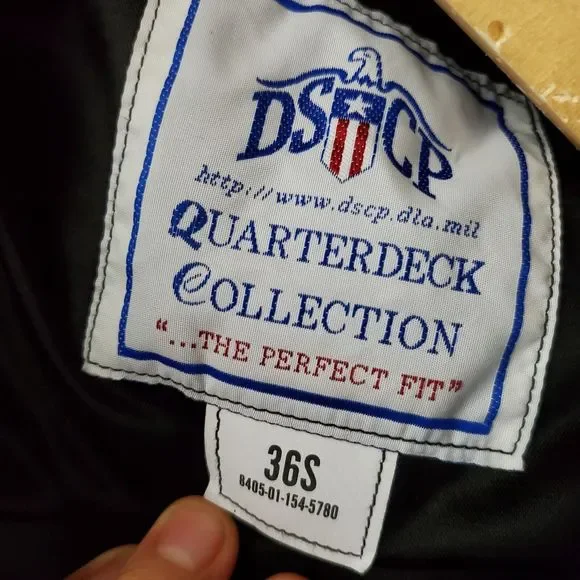 DSCP
http://www.dscp.dla.mil
QUARTERDECK
COLLECTION
"...THE PERFECT FIT"
36S
8405-01-154-5780